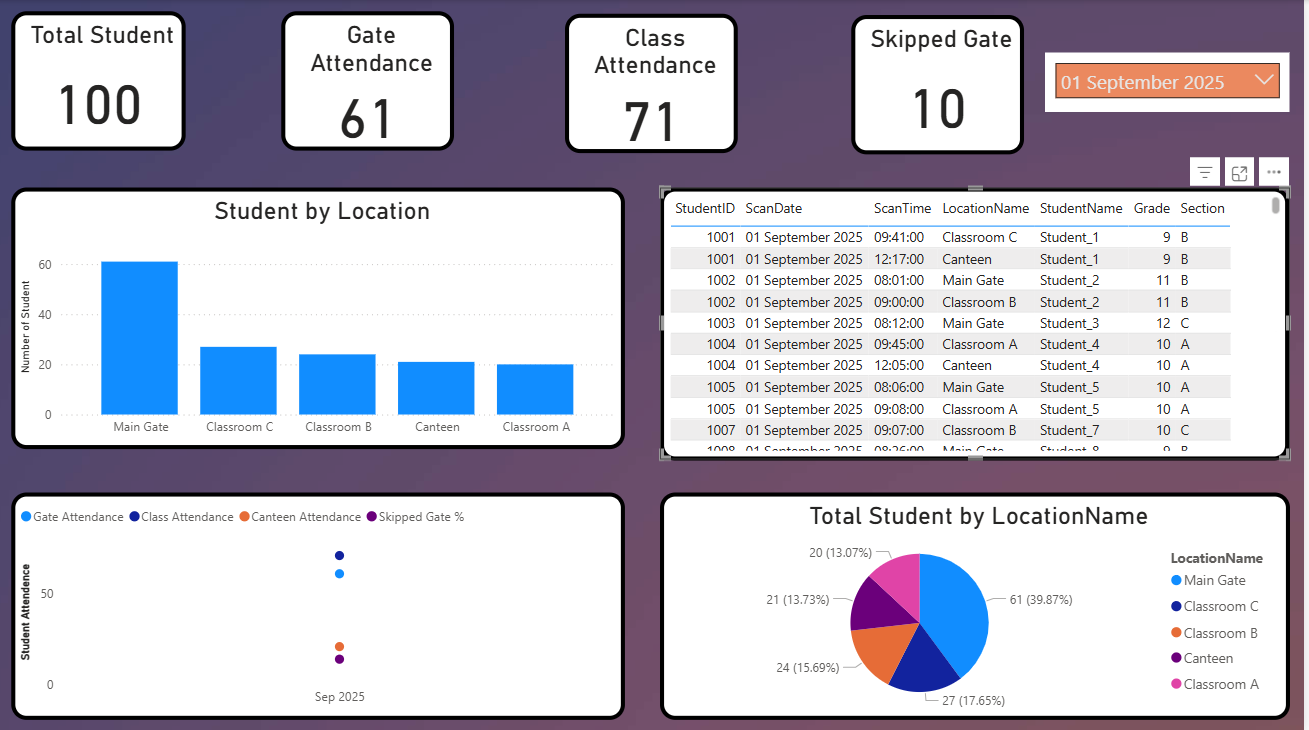 Total Student
100
Gate
Attendance
61
Class
Attendance
71
Skipped Gate
10
01 September 2025
Student by Location
Number of Student
60
40
20
0
Main Gate Classroom C Classroom B Canteen Classroom A
StudentID ScanDate ScanTime LocationName StudentName Grade Section
1001 01 September 2025 09:41:00 Classroom C Student_1 9 B
1001 01 September 2025 12:17:00 Canteen Student_1 9 B
1002 01 September 2025 08:01:00 Main Gate Student_2 11 B
1002 01 September 2025 09:00:00 Classroom B Student_2 11 B
1003 01 September 2025 08:12:00 Main Gate Student_3 12 C
1004 01 September 2025 09:45:00 Classroom A Student_4 10 A
1004 01 September 2025 12:05:00 Canteen Student_4 10 A
1005 01 September 2025 08:06:00 Main Gate Student_5 10 A
1005 01 September 2025 09:08:00 Classroom A Student_5 10 A
1007 01 September 2025 09:07:00 Classroom B Student_7 10 C
Gate Attendance Class Attendance Canteen Attendance Skipped Gate %
Student Attendence
50
0
Sep 2025
Total Student by LocationName
20 (13.07%)
21 (13.73%)
61 (39.87%)
24 (15.69%)
27 (17.65%)
LocationName
Main Gate
Classroom C
Classroom B
Canteen
Classroom A